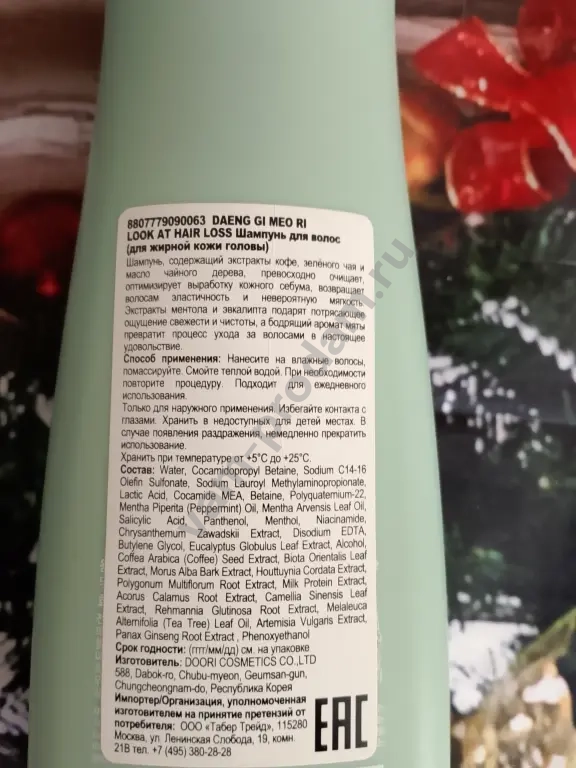 8807779090063 DAENG GI MEO RI
LOOK AT HAIR LOSS Шампунь для волос
(для жирной кожи головы)
Шампунь, содержащий экстракты кофе, зелёного чая и
масло чайного дерева, превосходно очищает,
оптимизирует выработку кожного себума, возвращает
волосам эластичность и невероятную мягкость.
Экстракты ментола и эвкалипта подарят потрясающее
ощущение свежести и чистоты, а бодрящий аромат мяты
превратит процесс ухода за волосами в настоящее
удовольствие.
Способ применения: Нанесите на влажные волосы,
помассируйте. Смойте теплой водой. При необходимости
повторите процедуру. Подходит для ежедневного
использования.
Только для наружного применения. Избегайте контакта с
глазами. Хранить в недоступных для детей местах. В
случае появления раздражения, немедленно прекратить
использование.
Хранить при температуре от +5°С до +25°С.
Состав: Water, Cocamidopropyl Betaine, Sodium C14-16
Olefin Sulfonate, Sodium Lauroyl Methylaminopropionate,
Lactic Acid, Cocamide MEA, Betaine, Polyquaternium-22,
Mentha Piperita (Peppermint) Oil, Mentha Arvensis Leaf Oil,
Salicylic Acid, Panthenol, Menthol, Niacinamide,
Chrysanthemum Zawadskii Extract, Disodium EDTA,
Butylene Glycol, Eucalyptus Globulus Leaf Extract, Alcohol,
Coffea Arabica (Coffee) Seed Extract, Biota Orientalis Leaf
Extract, Morus Alba Bark Extract, Houttuynia Cordata Extract,
Polygonum Multiflorum Root Extract, Milk Protein Extract,
Acorus Calamus Root Extract, Camellia Sinensis Leaf
Extract, Rehmannia Glutinosa Root Extract, Melaleuca
Alternifolia (Tea Tree) Leaf Oil, Artemisia Vulgaris Extract,
Panax Ginseng Root Extract , Phenoxyethanol
Срок годности: (гггг/мм/дд) см. на упаковке
Изготовитель: DOORI COSMETICS CO.,LTD
588, Dabok-ro, Chubu-myeon, Geumsan-gun,
Chungcheongnam-do, Республика Корея
Импортер/Организация, уполномоченная
изготовителем на принятие претензий от
потребителя: ООО «Табер Трейд», 115280
Москва, ул. Ленинская Слобода, 19, комн.
21В тел. +7 (495) 380-28-28
EAC